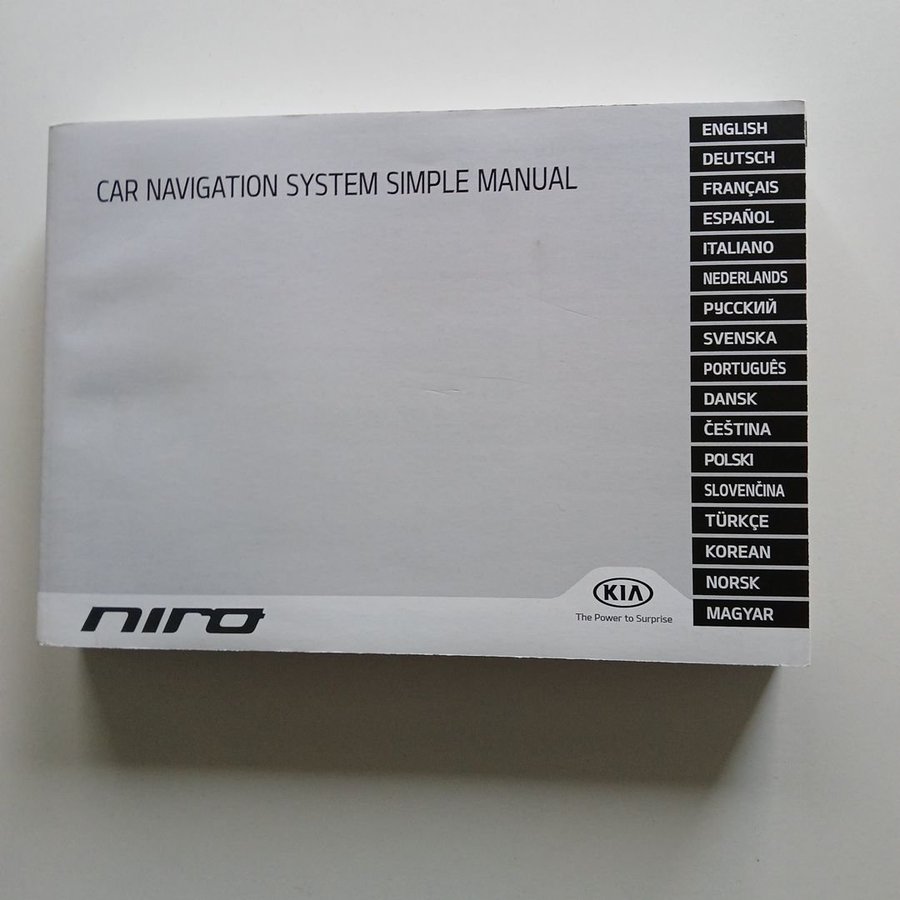 CAR NAVIGATION SYSTEM SIMPLE MANUAL
ENGLISH
DEUTSCH
FRANÇAIS
ESPAÑOL
ITALIANO
NEDERLANDS
РУССКИЙ
SVENSKA
PORTUGUÊS
DANSK
ČEŠTINA
POLSKI
SLOVENČINA
TÜRKÇE
KOREAN
NORSK
MAGYAR
niro
KIA
The Power to Surprise